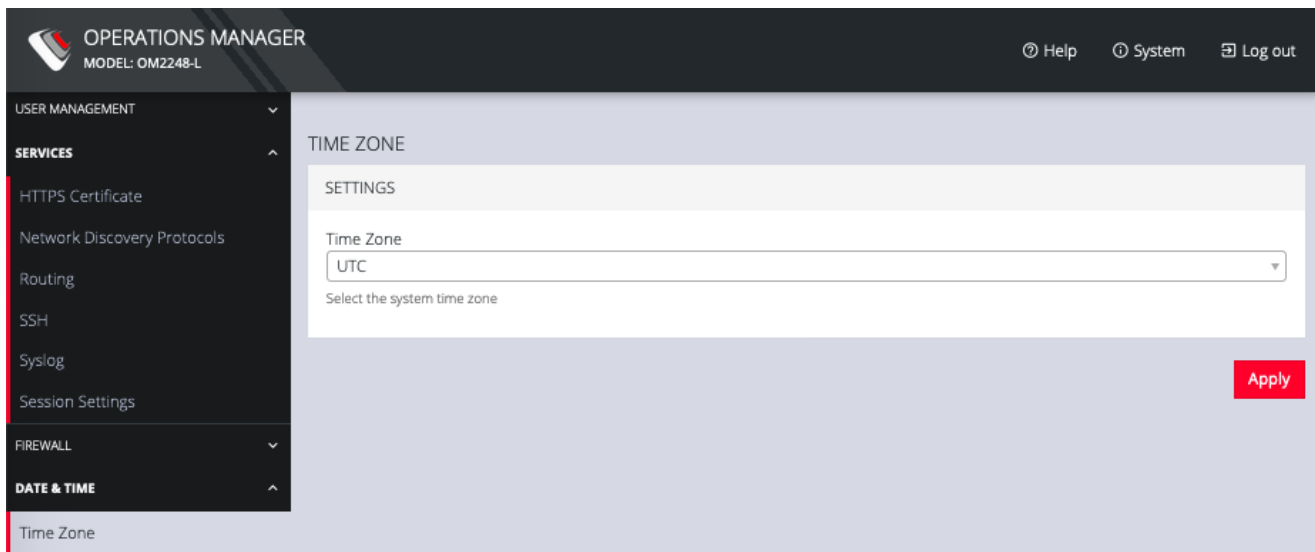 OPERATIONS MANAGER
MODEL: OM2248-L
Help
System
Log out
USER MANAGEMENT
SERVICES
HTTPS Certificate
Network Discovery Protocols
Routing
SSH
Syslog
Session Settings
FIREWALL
DATE & TIME
Time Zone
TIME ZONE
SETTINGS
Time Zone
UTC
Select the system time zone
Apply